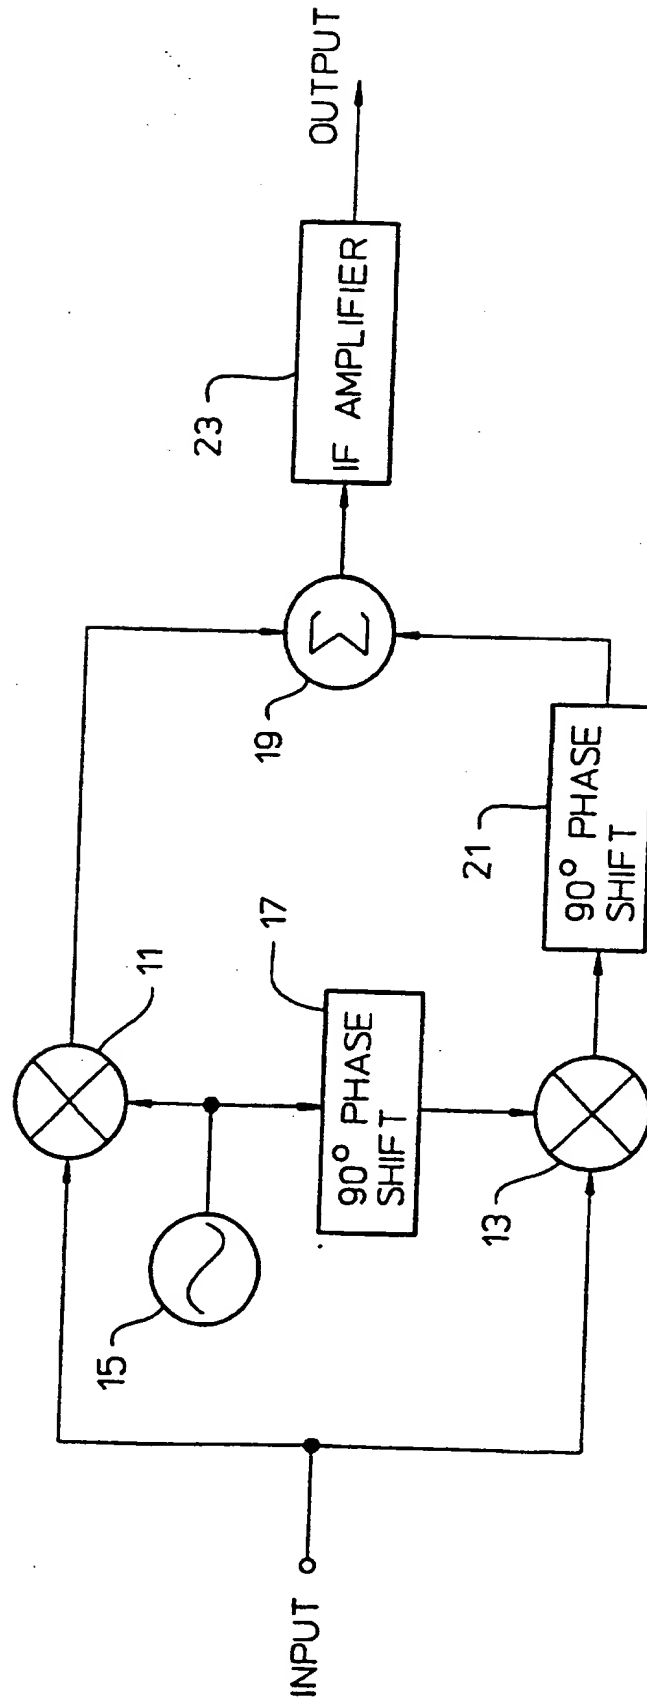 INPUT
15
11
17
90° PHASE
SHIFT
13
21
90° PHASE
SHIFT
19
Σ
23
IF AMPLIFIER
OUTPUT